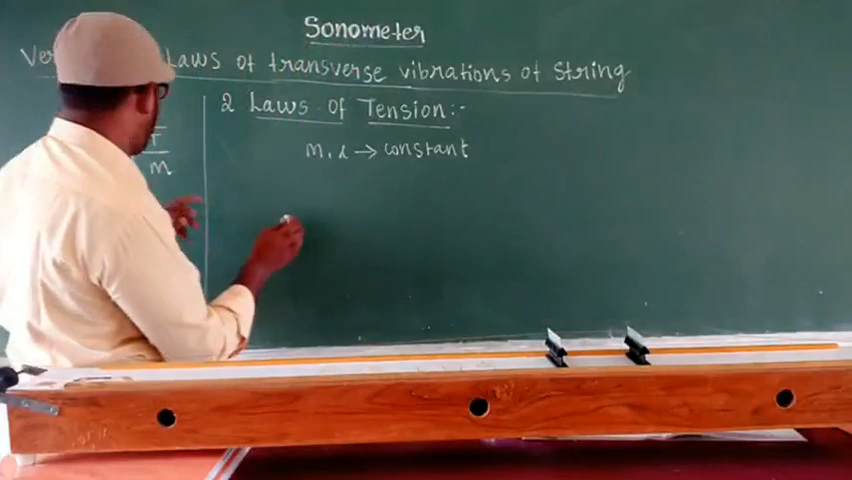 Sonometer
Laws of transverse vibrations of string
2 Laws of Tension:-
m, l → constant
T
m